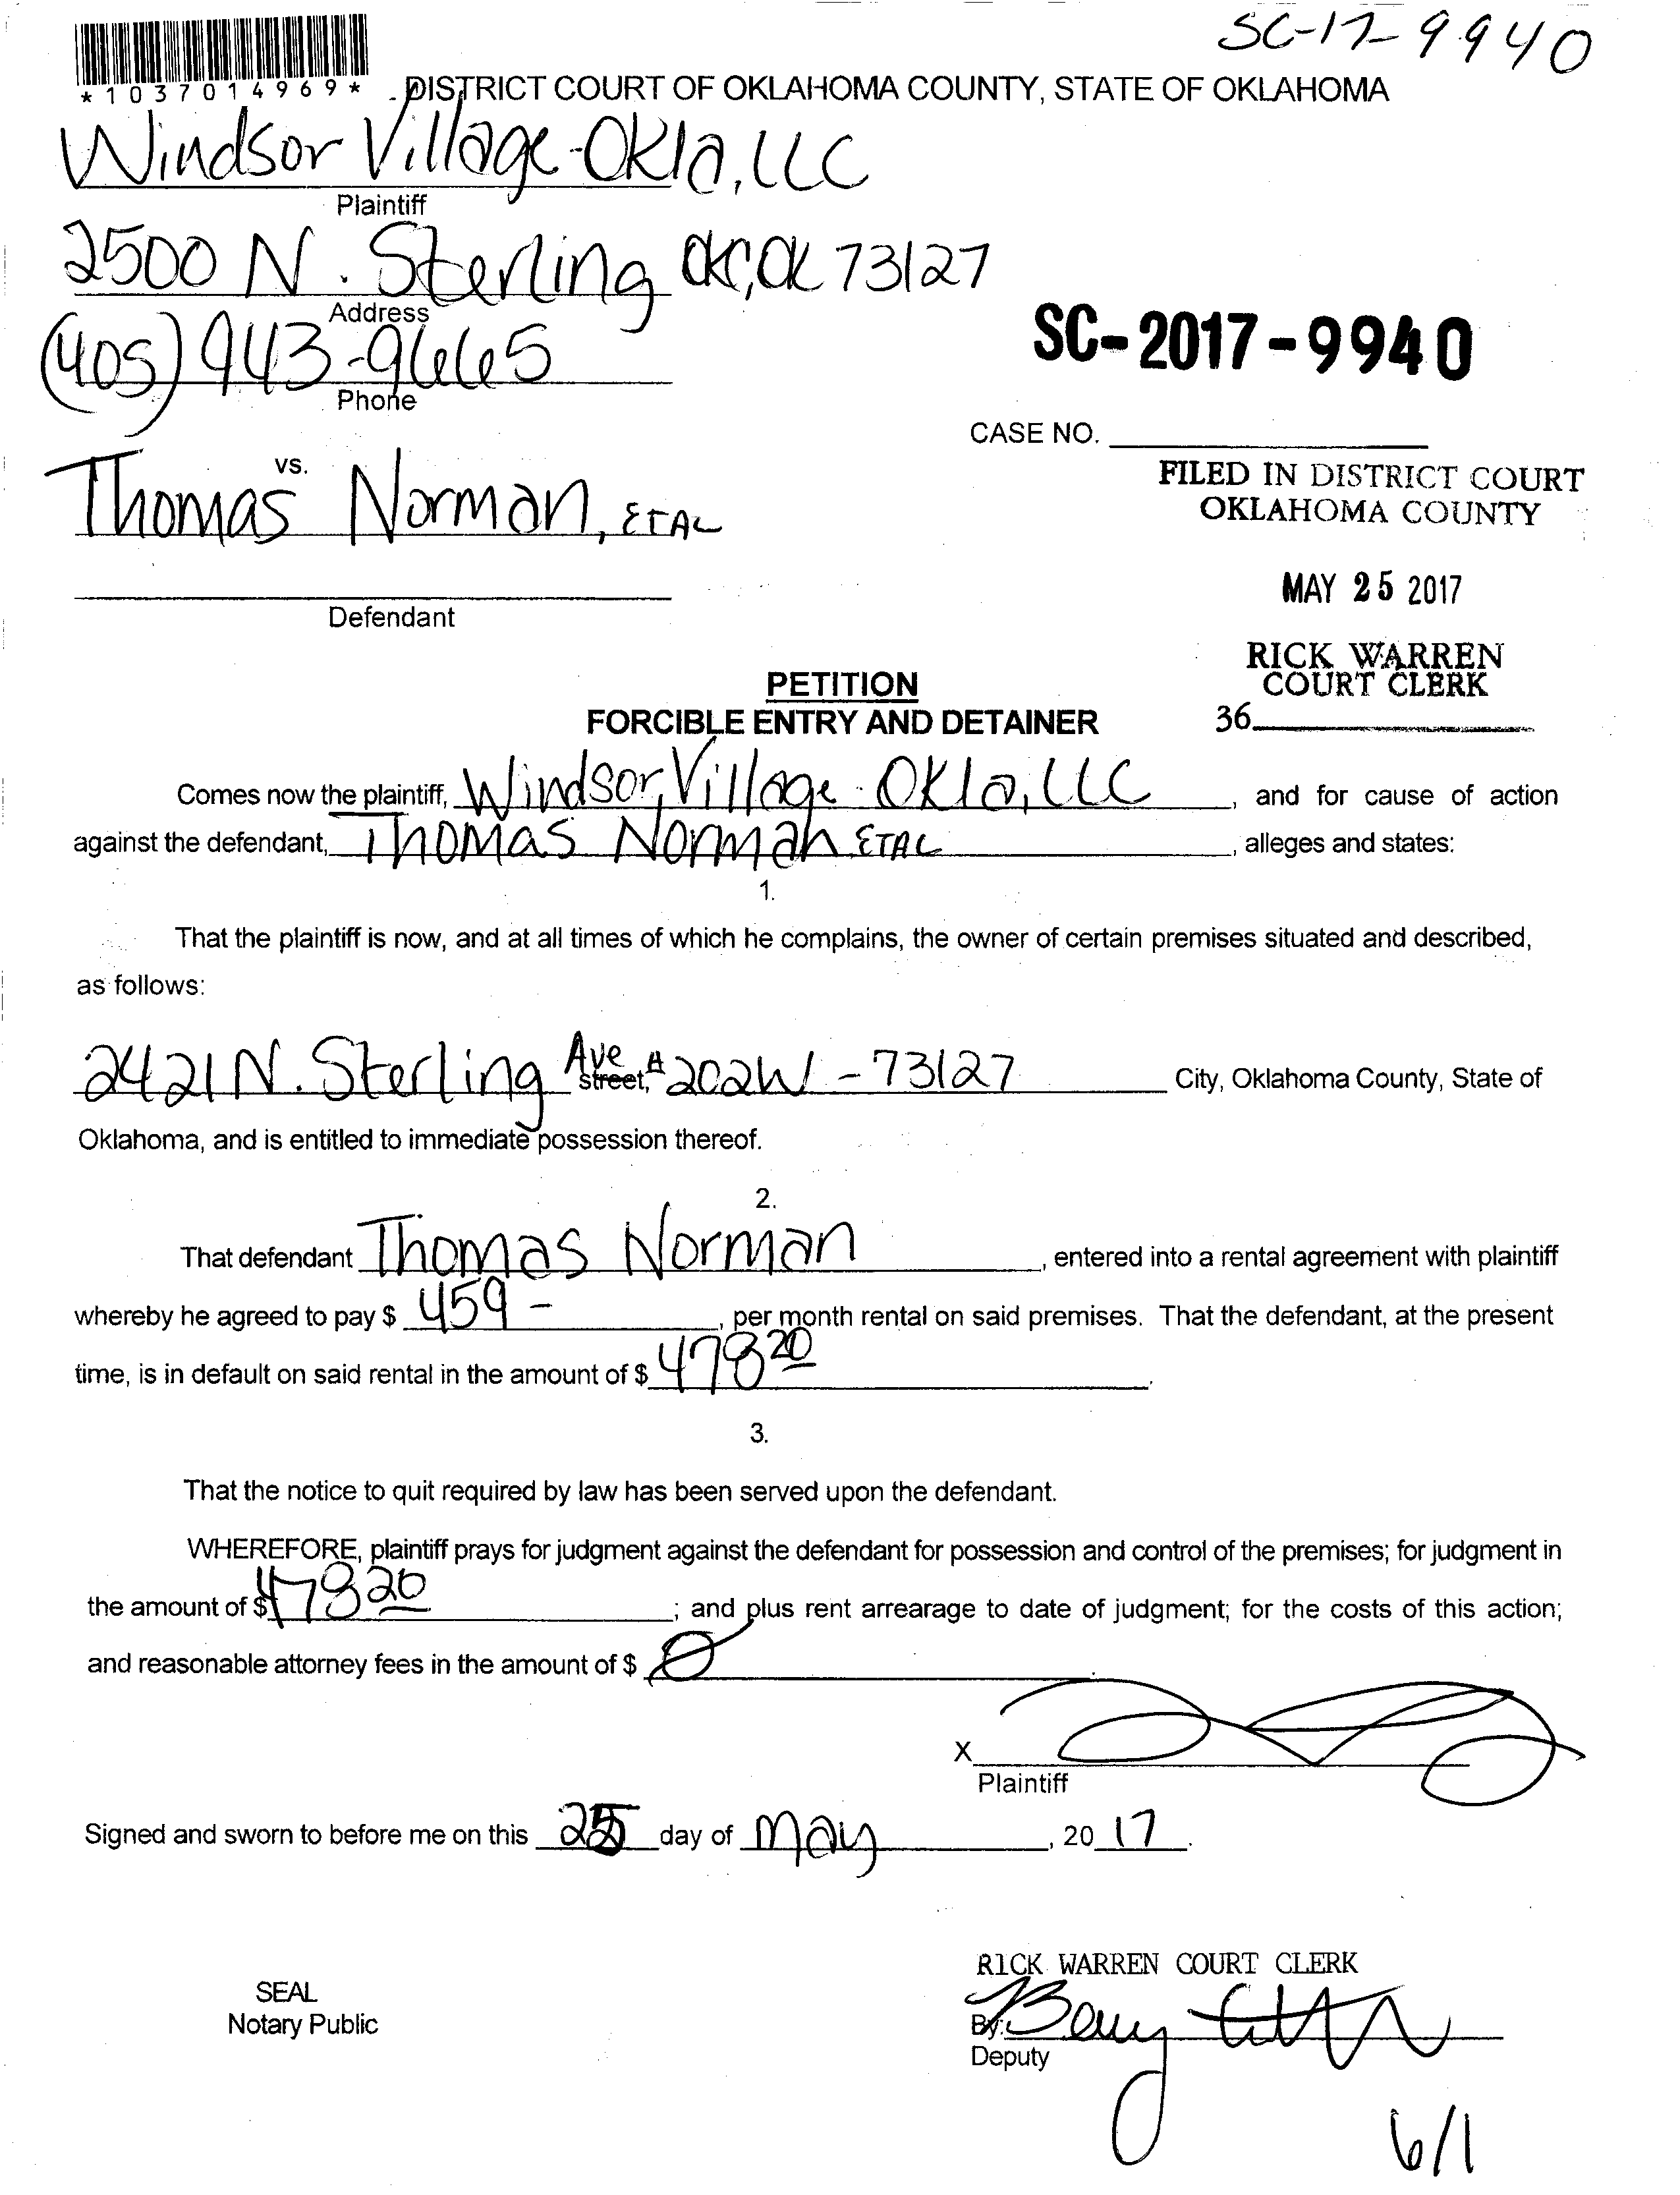 SC-17-9940
*1037014969*
DISTRICT COURT OF OKLAHOMA COUNTY, STATE OF OKLAHOMA
Windsor Village-Okla, LLC
Plaintiff
2500 N. Sterling OKC, OK 73127
Address
(405) 943-9665
Phone
SC-2017-9940
CASE NO.
vs.
Thomas Norman, ETAL
Defendant
FILED IN DISTRICT COURT
OKLAHOMA COUNTY
MAY 25 2017
RICK WARREN
COURT CLERK
36
PETITION
FORCIBLE ENTRY AND DETAINER
Comes now the plaintiff, Windsor Village-Okla, LLC, and for cause of action
against the defendant, Thomas Norman ETAL, alleges and states:
1.
That the plaintiff is now, and at all times of which he complains, the owner of certain premises situated and described,
as follows:
2421 N. Sterling Ave street, #202W - 73127 City, Oklahoma County, State of
Oklahoma, and is entitled to immediate possession thereof.
2.
That defendant Thomas Norman, entered into a rental agreement with plaintiff
whereby he agreed to pay $ 459 -, per month rental on said premises. That the defendant, at the present
time, is in default on said rental in the amount of $ 478 20.
3.
That the notice to quit required by law has been served upon the defendant.
WHEREFORE, plaintiff prays for judgment against the defendant for possession and control of the premises; for judgment in
the amount of $ 478 20; and plus rent arrearage to date of judgment; for the costs of this action;
and reasonable attorney fees in the amount of $ 0.
X
Plaintiff
Signed and sworn to before me on this 25 day of May, 20 17.
RICK WARREN COURT CLERK
SEAL
Notary Public
By:
Deputy
6/1